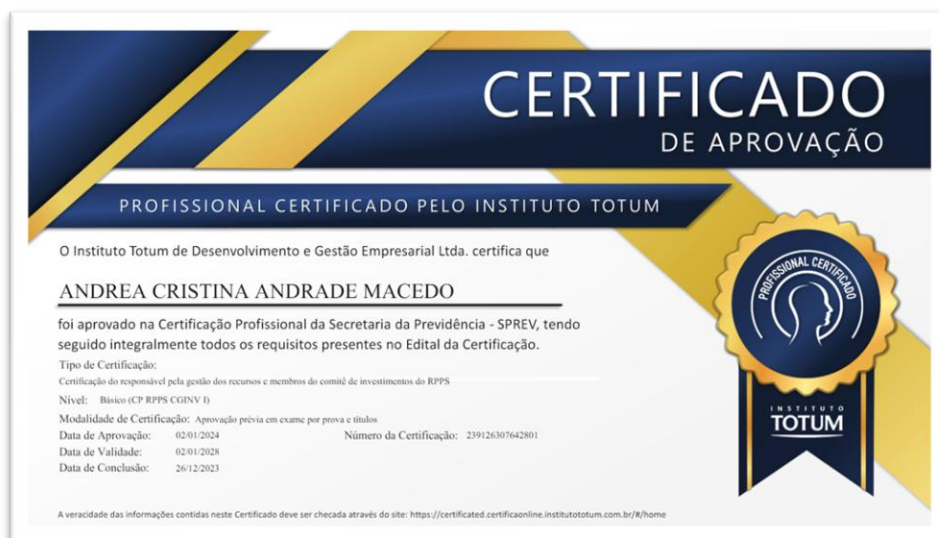 CERTIFICADO
DE APROVAÇÃO
PROFISSIONAL CERTIFICADO PELO INSTITUTO TOTUM
O Instituto Totum de Desenvolvimento e Gestão Empresarial Ltda. certifica que
ANDREA CRISTINA ANDRADE MACEDO
foi aprovado na Certificação Profissional da Secretaria da Previdência - SPREV, tendo
seguido integralmente todos os requisitos presentes no Edital da Certificação.
Tipo de Certificação:
Certificação do responsável pela gestão dos recursos e membros do comitê de investimentos do RPPS
Nível: Básico (CP RPPS CGINV I)
Modalidade de Certificação: Aprovação prévia em exame por prova e títulos
Data de Aprovação: 02/01/2024 Número da Certificação: 239126307642801
Data de Validade: 02/01/2028
Data de Conclusão: 26/12/2023
PROFISSIONAL CERTIFICADO
INSTITUTO
TOTUM
A veracidade das informações contidas neste Certificado deve ser checada através do site: https://certificated.certificaonline.institutototum.com.br/#/home